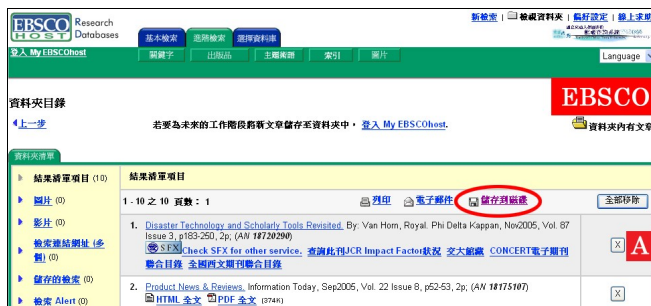 EBSCO Research
HOST Databases
新檢索 | 檢視資料夾 | 偏好設定 | 線上求助
基本檢索 進階檢索 選擇資料庫
登入 My EBSCOhost
關鍵字 出版品 主題術語 索引 圖片
Language
資料夾目錄
EBSCO
上一步
若要為未來的工作階段將新文章儲存至資料夾中, 登入 My EBSCOhost.
資料夾內有文章
資料夾清單
結果清單項目 (10)
結果清單項目
圖片 (0)
1 - 10 之 10 頁數: 1
列印 電子郵件 儲存到磁碟
全部移除
影片 (0)
1. Disaster Technology and Scholarly Tools Revisited. By: Van Horn, Royal. Phi Delta Kappan, Nov2005, Vol. 87
Issue 3, p183-250, 2p; (AN 18720290)
檢索連結網址 (多
個) (0)
SFX Check SFX for other service. 查詢此刊JCR Impact Factor狀況 交大館藏 CONCERT電子期刊
聯合目錄 全國西文期刊聯合目錄
X A
儲存的檢索 (0)
2. Product News & Reviews. Information Today, Sep2005, Vol. 22 Issue 8, p52-53, 2p; (AN 18175107)
檢索 Alert (0)
HTML 全文 PDF 全文 (374K)
X